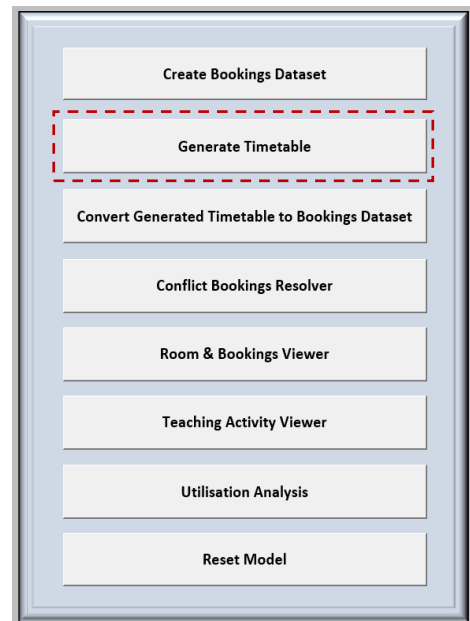 Create Bookings Dataset
Generate Timetable
Convert Generated Timetable to Bookings Dataset
Conflict Bookings Resolver
Room & Bookings Viewer
Teaching Activity Viewer
Utilisation Analysis
Reset Model